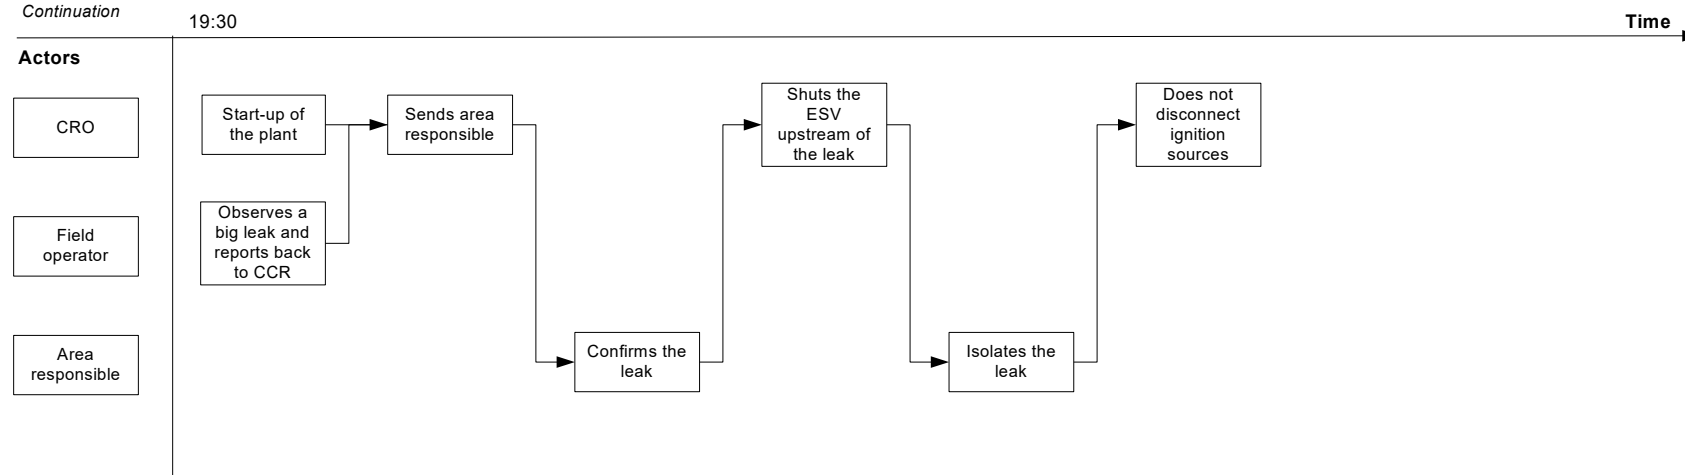 Continuation
19:30
Time
Actors
CRO
Start-up of
the plant
Sends area
responsible
Shuts the
ESV
upstream of
the leak
Does not
disconnect
ignition
sources
Field
operator
Observes a
big leak and
reports back
to CCR
Area
responsible
Confirms the
leak
Isolates the
leak